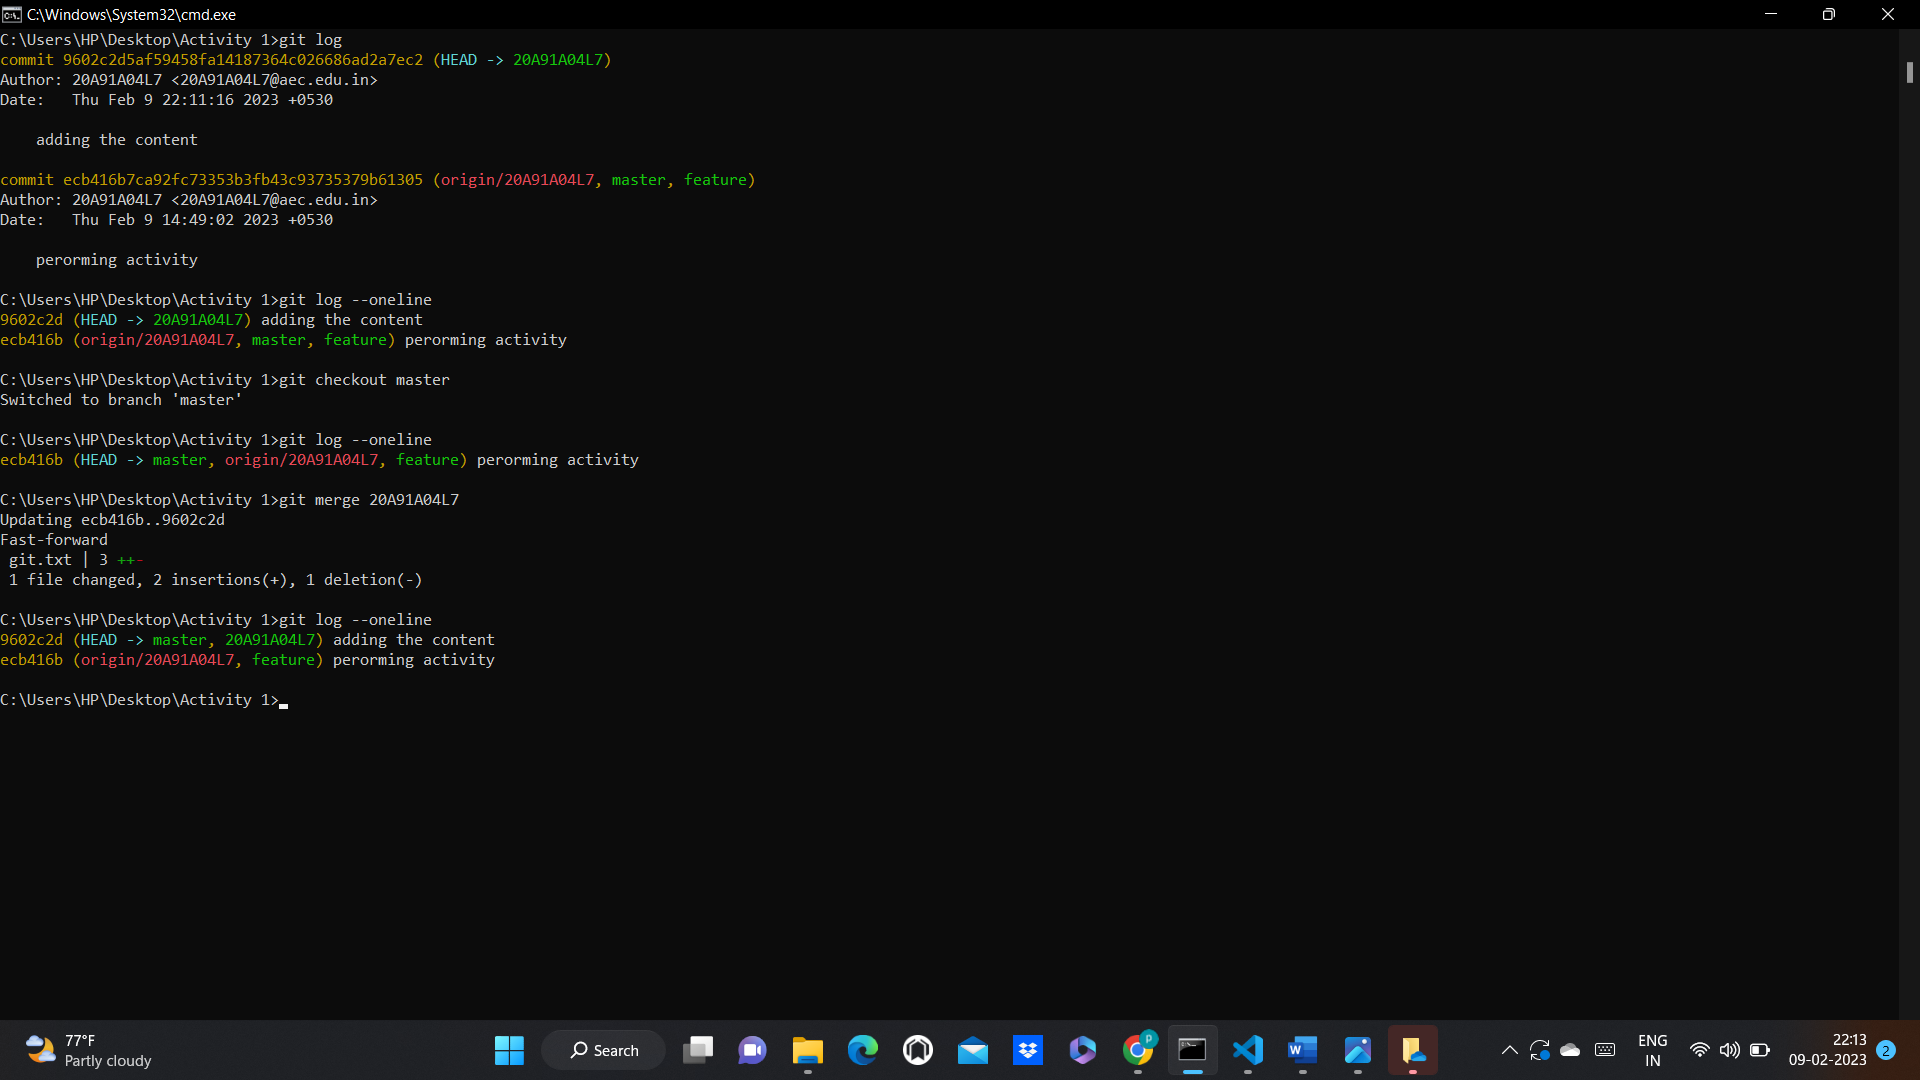 C:\Windows\System32\cmd.exe
C:\Users\HP\Desktop\Activity 1>git log
commit 9602c2d5af59458fa14187364c026686ad2a7ec2 (HEAD -> 20A91A04L7)
Author: 20A91A04L7 <20A91A04L7@aec.edu.in>
Date:   Thu Feb 9 22:11:16 2023 +0530
    adding the content
commit ecb416b7ca92fc73353b3fb43c93735379b61305 (origin/20A91A04L7, master, feature)
Author: 20A91A04L7 <20A91A04L7@aec.edu.in>
Date:   Thu Feb 9 14:49:02 2023 +0530
    perorming activity
C:\Users\HP\Desktop\Activity 1>git log --oneline
9602c2d (HEAD -> 20A91A04L7) adding the content
ecb416b (origin/20A91A04L7, master, feature) perorming activity
C:\Users\HP\Desktop\Activity 1>git checkout master
Switched to branch 'master'
C:\Users\HP\Desktop\Activity 1>git log --oneline
ecb416b (HEAD -> master, origin/20A91A04L7, feature) perorming activity
C:\Users\HP\Desktop\Activity 1>git merge 20A91A04L7
Updating ecb416b..9602c2d
Fast-forward
 git.txt | 3 ++-
 1 file changed, 2 insertions(+), 1 deletion(-)
C:\Users\HP\Desktop\Activity 1>git log --oneline
9602c2d (HEAD -> master, 20A91A04L7) adding the content
ecb416b (origin/20A91A04L7, feature) perorming activity
C:\Users\HP\Desktop\Activity 1>
77°F
Partly cloudy
Search
P
W
ENG
IN
22:13
09-02-2023
2